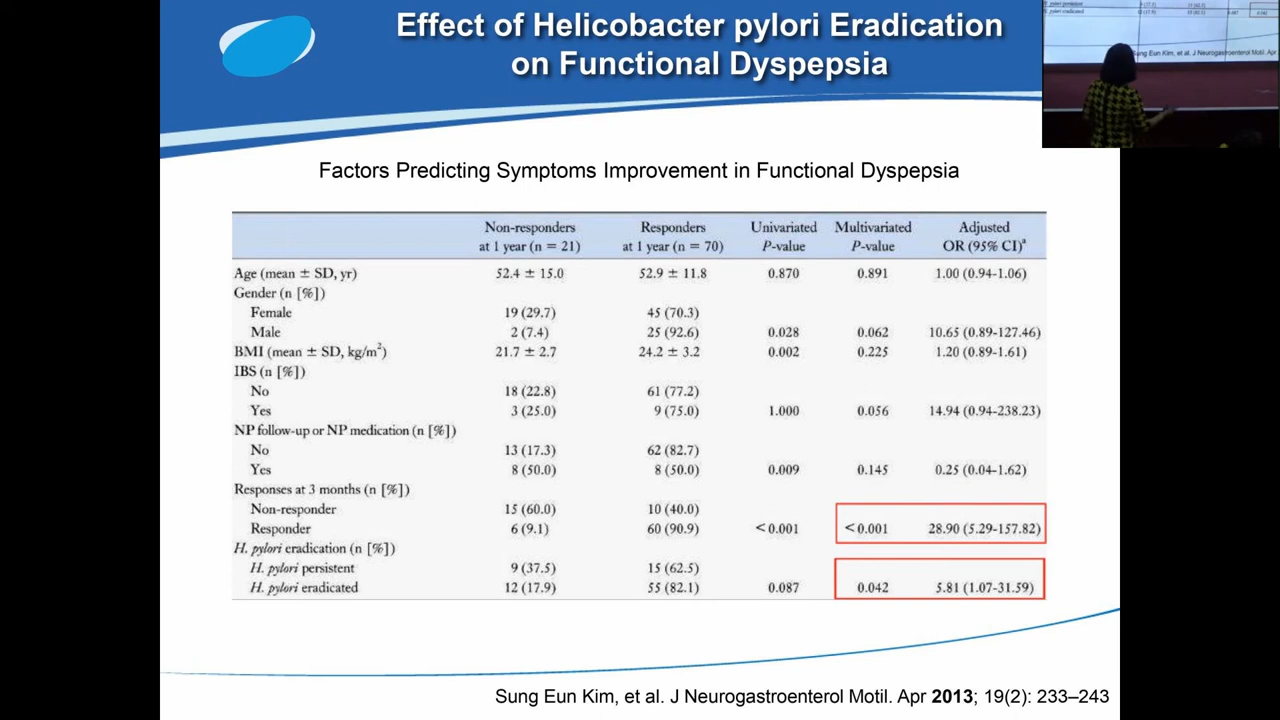 Effect of Helicobacter pylori Eradication
on Functional Dyspepsia
Sung Eun Kim, et al. J Neurogastroenterol Motil. Apr
Factors Predicting Symptoms Improvement in Functional Dyspepsia
Non-responders Responders Univariated Multivariated Adjusted
at 1 year (n = 21) at 1 year (n = 70) P-value P-value OR (95% CI)ᵃ
Age (mean ± SD, yr) 52.4 ± 15.0 52.9 ± 11.8 0.870 0.891 1.00 (0.94-1.06)
Gender (n [%])
Female 19 (29.7) 45 (70.3)
Male 2 (7.4) 25 (92.6) 0.028 0.062 10.65 (0.89-127.46)
BMI (mean ± SD, kg/m²) 21.7 ± 2.7 24.2 ± 3.2 0.002 0.225 1.20 (0.89-1.61)
IBS (n [%])
No 18 (22.8) 61 (77.2)
Yes 3 (25.0) 9 (75.0) 1.000 0.056 14.94 (0.94-238.23)
NP follow-up or NP medication (n [%])
No 13 (17.3) 62 (82.7)
Yes 8 (50.0) 8 (50.0) 0.009 0.145 0.25 (0.04-1.62)
Responses at 3 months (n [%])
Non-responder 15 (60.0) 10 (40.0)
Responder 6 (9.1) 60 (90.9) <0.001 <0.001 28.90 (5.29-157.82)
H. pylori eradication (n [%])
H. pylori persistent 9 (37.5) 15 (62.5)
H. pylori eradicated 12 (17.9) 55 (82.1) 0.087 0.042 5.81 (1.07-31.59)
Sung Eun Kim, et al. J Neurogastroenterol Motil. Apr 2013; 19(2): 233–243